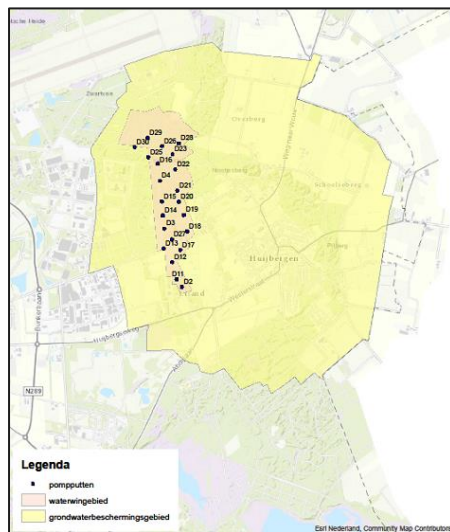 D29
D28
D30
D26
D25
D23
D16
D22
D4
D21
D15
D20
D14
D19
D3
D18
D27
D13
D17
D12
Huijbergen
D11
D2
Huijbergseweg
N289
Legenda
pompputten
waterwingebied
grondwaterbeschermingsgebied
Esri Nederland, Community Map Contributors